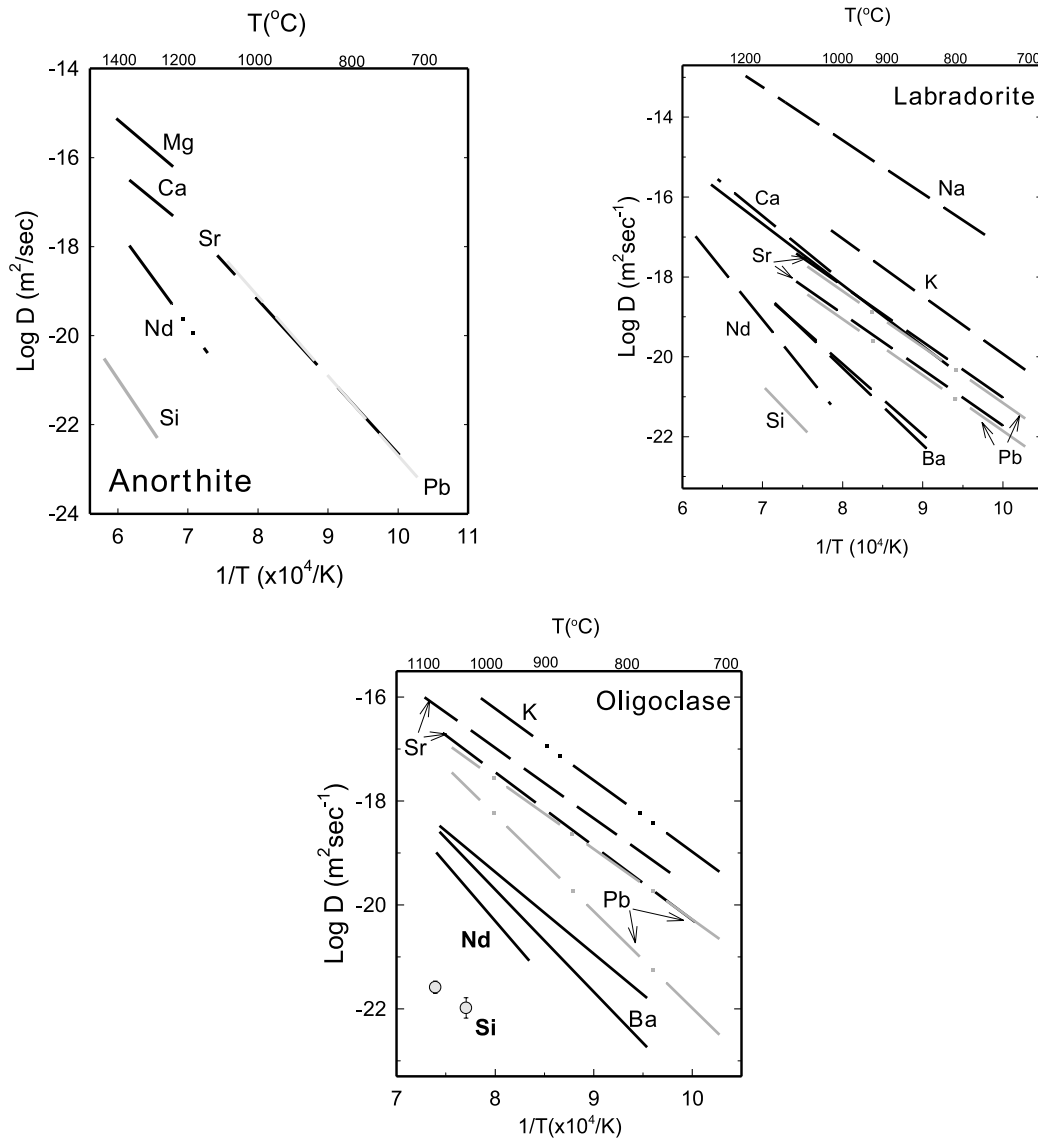 T(°C)
1400 1200 1000 800 700
-14
-16
-18
-20
-22
-24
Log D (m²/sec)
Mg
Ca
Sr
Nd
Si
Pb
Anorthite
6 7 8 9 10 11
1/T (x10⁴/K)
T(°C)
1200 1000 900 800 700
Labradorite
-14
-16
-18
-20
-22
Log D (m²sec⁻¹)
Na
Ca
Sr
K
Nd
Si
Ba
Pb
6 7 8 9 10
1/T (10⁴/K)
T(°C)
1100 1000 900 800 700
Oligoclase
-16
-18
-20
-22
Log D (m²sec⁻¹)
K
Sr
Pb
Nd
Ba
Si
7 8 9 10
1/T(x10⁴/K)